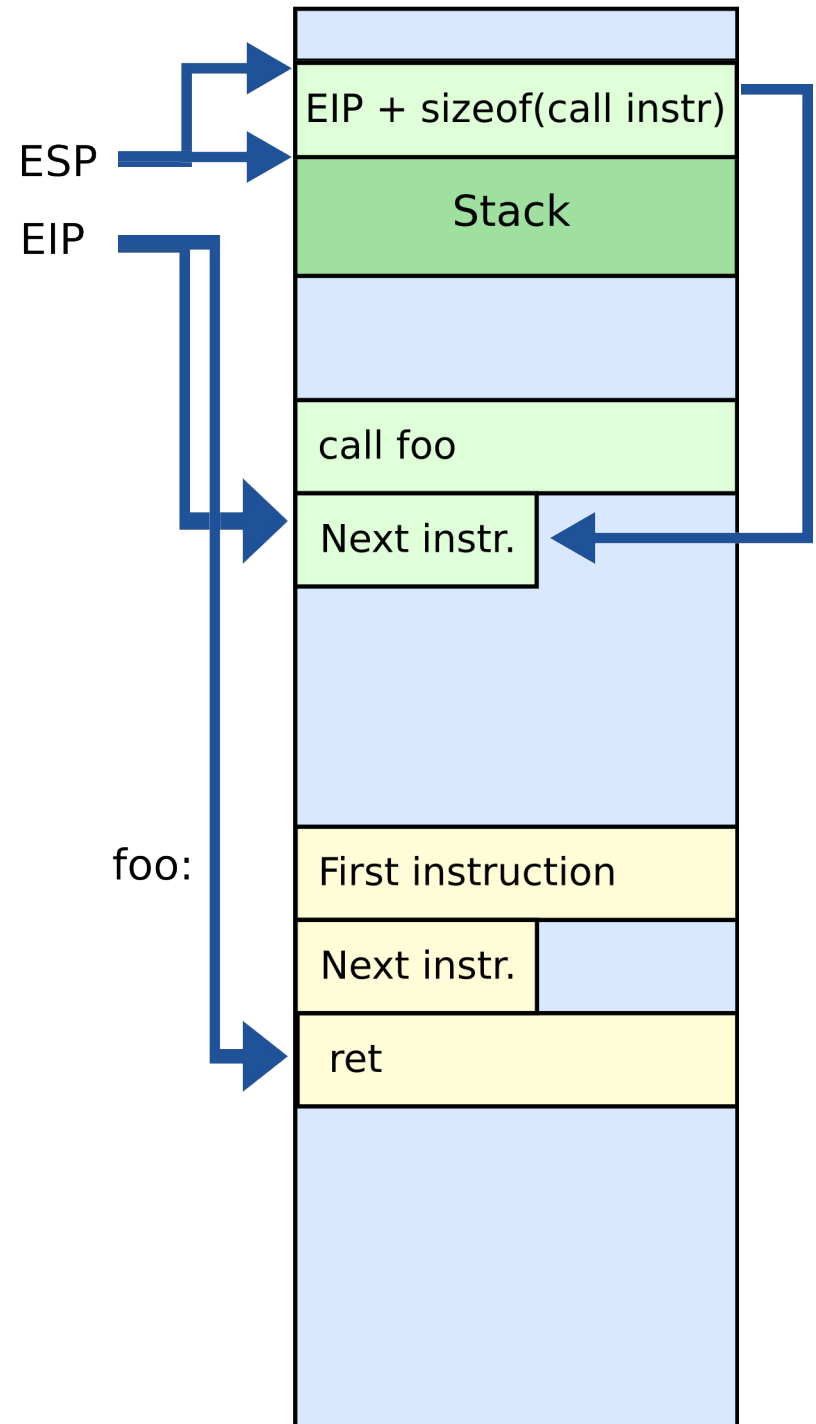 EIP + sizeof(call instr)
ESP
Stack
EIP
call foo
Next instr.
foo:
First instruction
Next instr.
ret